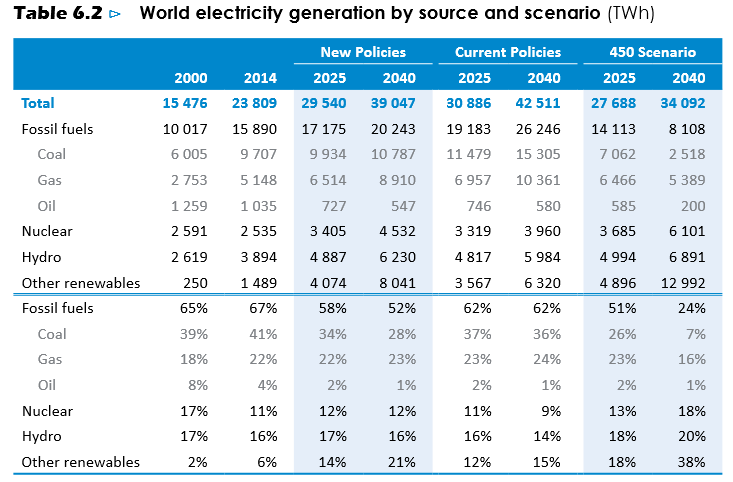 Table 6.2 ▷ World electricity generation by source and scenario (TWh)
New Policies Current Policies 450 Scenario
2000 2014 2025 2040 2025 2040 2025 2040
Total 15 476 23 809 29 540 39 047 30 886 42 511 27 688 34 092
Fossil fuels 10 017 15 890 17 175 20 243 19 183 26 246 14 113 8 108
Coal 6 005 9 707 9 934 10 787 11 479 15 305 7 062 2 518
Gas 2 753 5 148 6 514 8 910 6 957 10 361 6 466 5 389
Oil 1 259 1 035 727 547 746 580 585 200
Nuclear 2 591 2 535 3 405 4 532 3 319 3 960 3 685 6 101
Hydro 2 619 3 894 4 887 6 230 4 817 5 984 4 994 6 891
Other renewables 250 1 489 4 074 8 041 3 567 6 320 4 896 12 992
Fossil fuels 65% 67% 58% 52% 62% 62% 51% 24%
Coal 39% 41% 34% 28% 37% 36% 26% 7%
Gas 18% 22% 22% 23% 23% 24% 23% 16%
Oil 8% 4% 2% 1% 2% 1% 2% 1%
Nuclear 17% 11% 12% 12% 11% 9% 13% 18%
Hydro 17% 16% 17% 16% 16% 14% 18% 20%
Other renewables 2% 6% 14% 21% 12% 15% 18% 38%